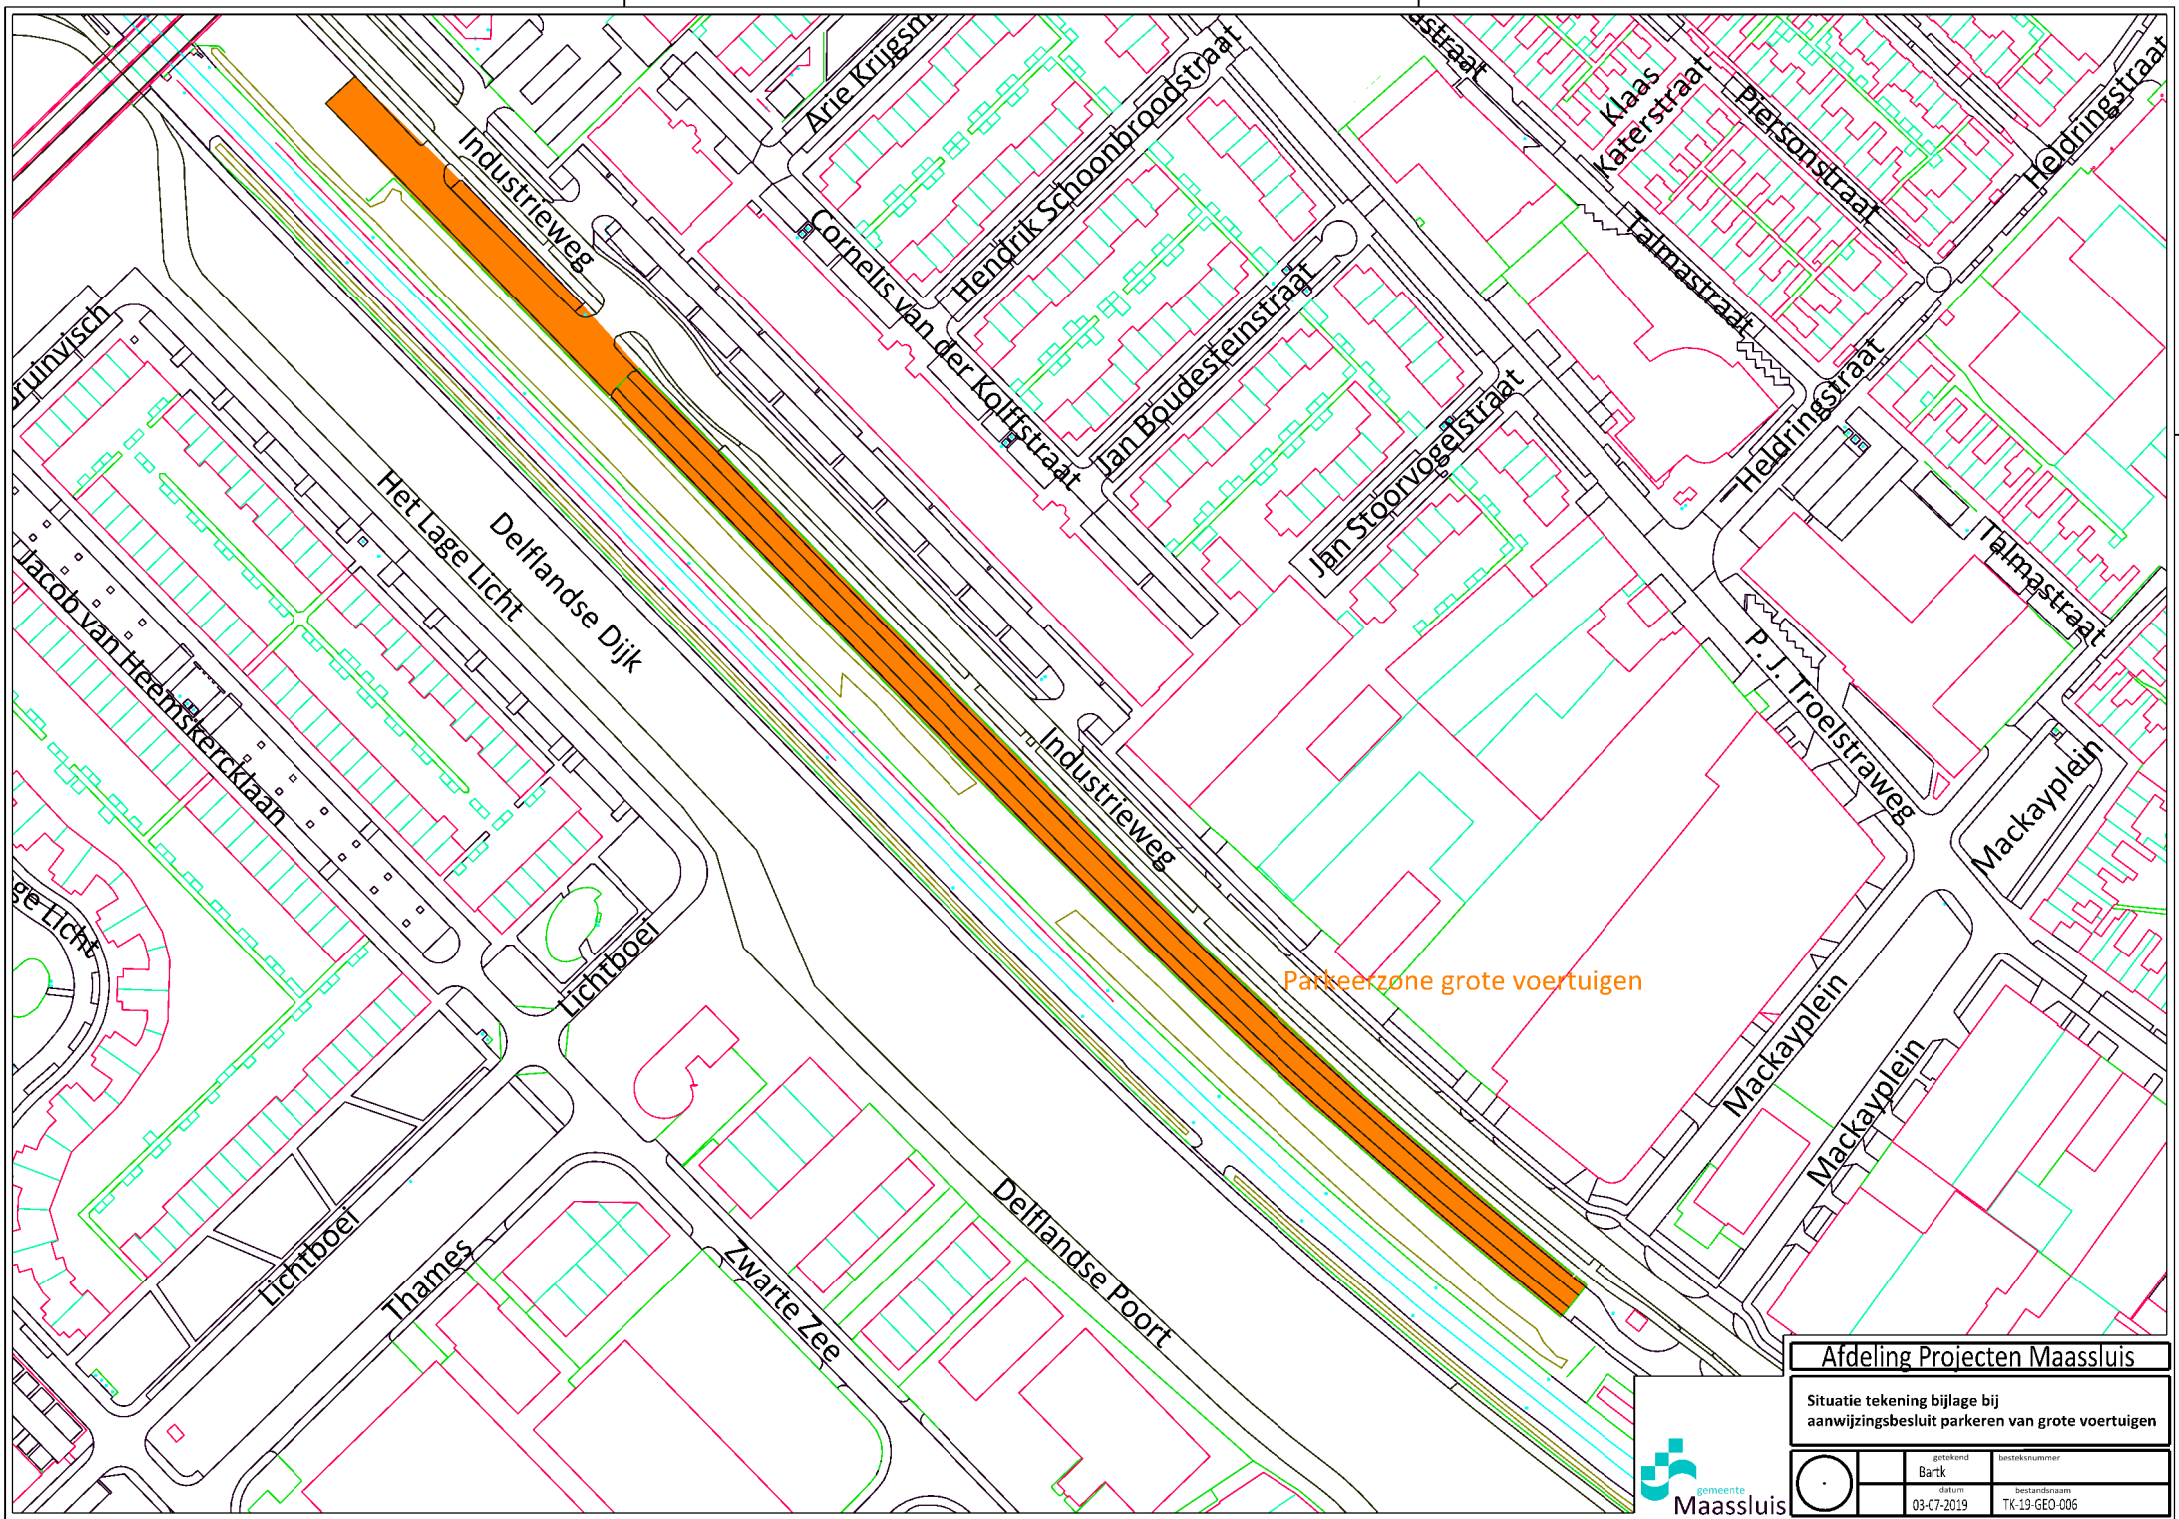 Arie Krijgsm
Hendrik Schoonbroodstraat
Klaas
Katerstraat
Piersonstraat
Heldringstraat
Industrieweg
Cornelis van der Kolffstraat
Talmastraat
Jan Boudesteinstraat
ruinvisch
Jan Stoorvogelstraat
Heldringstraat
Het Lage Licht
Delflandse Dijk
Talmastraat
Jacob van Heemskercklaan
P. J. Troelstraweg
Industrieweg
Mackayplein
ge Licht
Lichtboei
Parkeerzone grote voertuigen
Mackayplein
Mackayplein
Lichtboei
Thames
Zwarte Zee
Delflandse Poort
Afdeling Projecten Maassluis
Situatie tekening bijlage bij
aanwijzingsbesluit parkeren van grote voertuigen
gemeente
Maassluis
getekend
Bartk
besteksnummer
datum
03-07-2019
bestandsnaam
TK-19-GEO-006